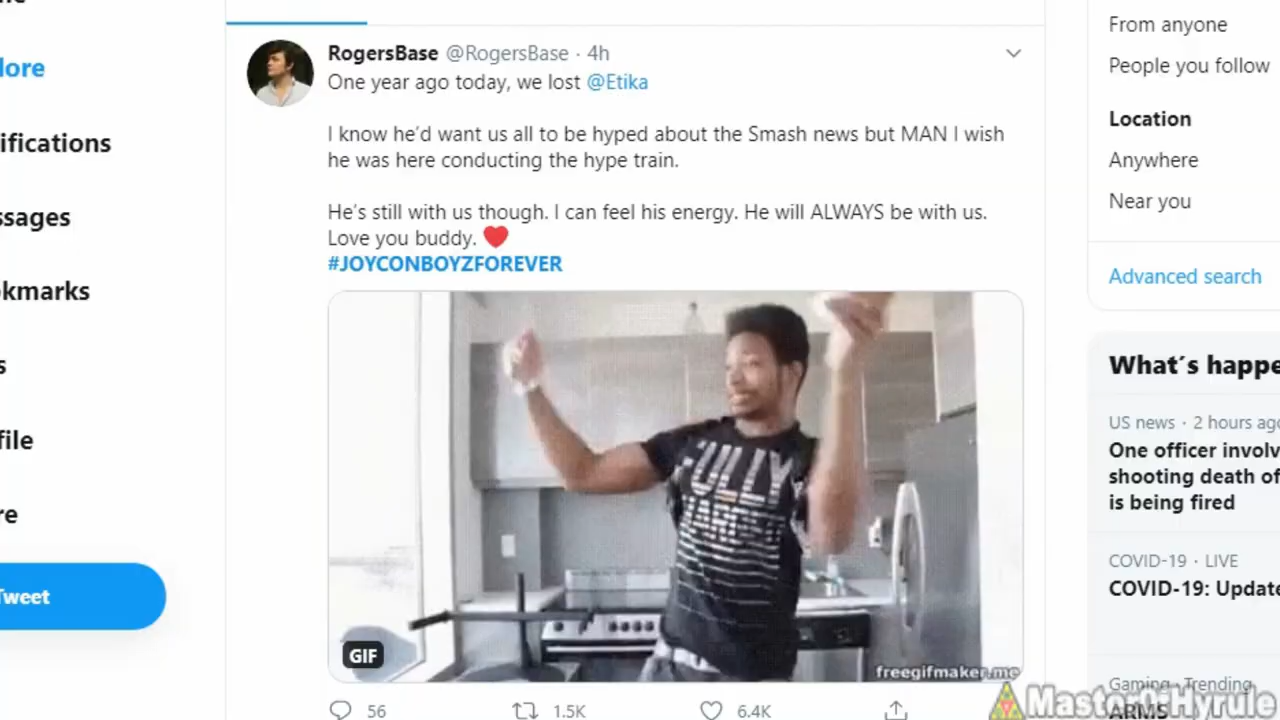 lore
ifications
ssages
okmarks
s
file
re
Tweet
RogersBase @RogersBase · 4h
One year ago today, we lost @Etika
I know he'd want us all to be hyped about the Smash news but MAN I wish
he was here conducting the hype train.
He's still with us though. I can feel his energy. He will ALWAYS be with us.
Love you buddy. ❤
#JOYCONBOYZFOREVER
GIF
freegifmaker.me
56
1.5K
6.4K
From anyone
People you follow
Location
Anywhere
Near you
Advanced search
What's happe
US news · 2 hours ago
One officer involv
shooting death of
is being fired
COVID-19 · LIVE
COVID-19: Update
Gaming · Trending
ARMS
MasterOfHyrule